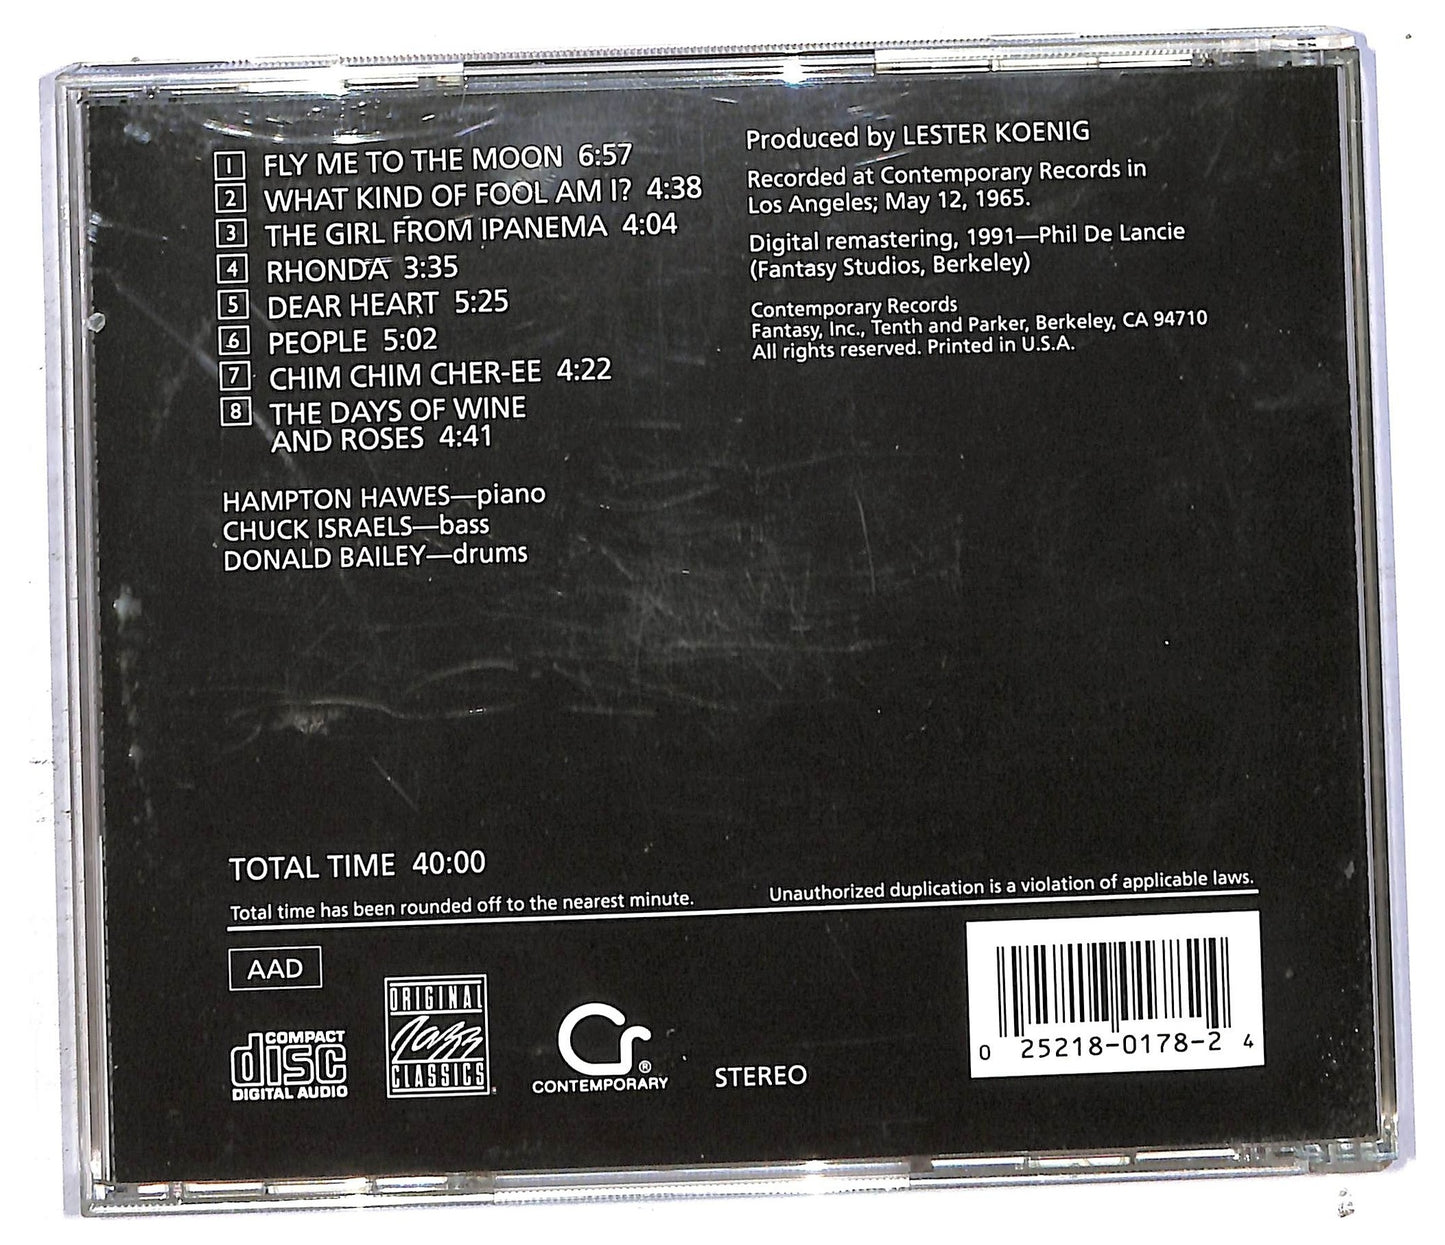 1 FLY ME TO THE MOON 6:57
2 WHAT KIND OF FOOL AM I? 4:38
3 THE GIRL FROM IPANEMA 4:04
4 RHONDA 3:35
5 DEAR HEART 5:25
6 PEOPLE 5:02
7 CHIM CHIM CHER-EE 4:22
8 THE DAYS OF WINE
AND ROSES 4:41
HAMPTON HAWES—piano
CHUCK ISRAELS—bass
DONALD BAILEY—drums
Produced by LESTER KOENIG
Recorded at Contemporary Records in
Los Angeles; May 12, 1965.
Digital remastering, 1991—Phil De Lancie
(Fantasy Studios, Berkeley)
Contemporary Records
Fantasy, Inc., Tenth and Parker, Berkeley, CA 94710
All rights reserved. Printed in U.S.A.
TOTAL TIME 40:00
Total time has been rounded off to the nearest minute.
Unauthorized duplication is a violation of applicable laws.
AAD
COMPACT
disc
DIGITAL AUDIO
ORIGINAL
Jazz
CLASSICS
Cr®
CONTEMPORARY
STEREO
0 25218-0178-2 4